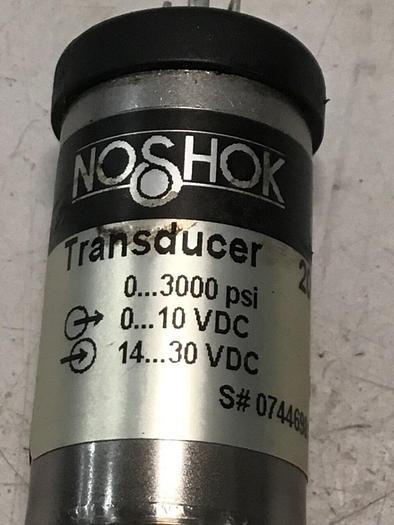 NOSHOK
Transducer
0...3000 psi
0...10 VDC
14...30 VDC
S#